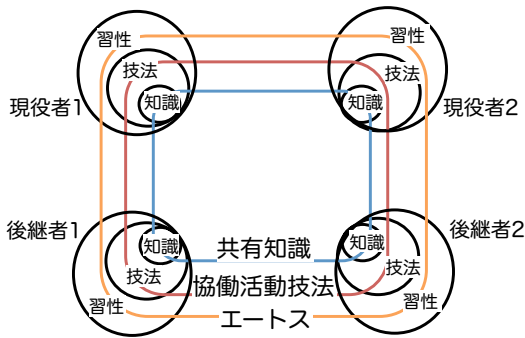 習性
習性
技法
技法
現役者1
知識
知識
現役者2
後継者1
知識
共有知識
知識
後継者2
技法
協働活動技法
技法
習性
エートス
習性